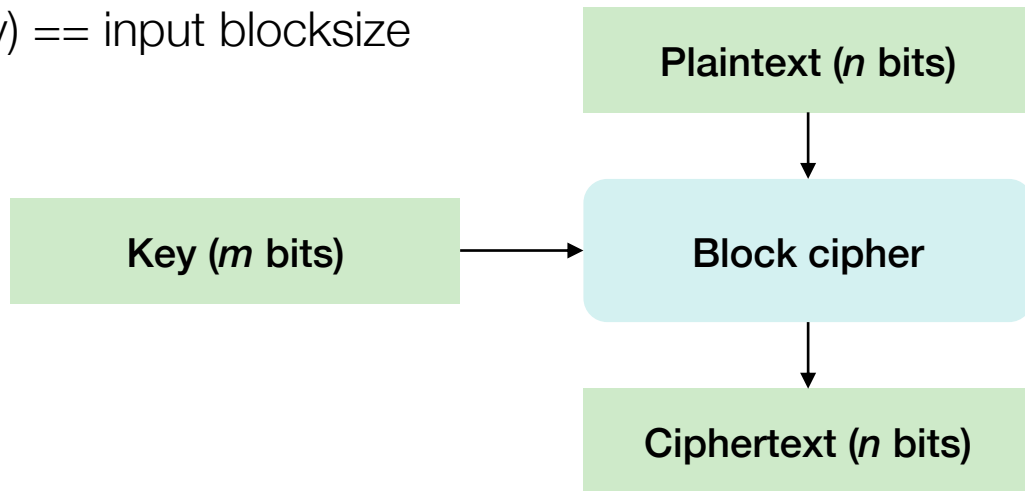 ) == input blocksize
Plaintext (n bits)
Key (m bits)
Block cipher
Ciphertext (n bits)